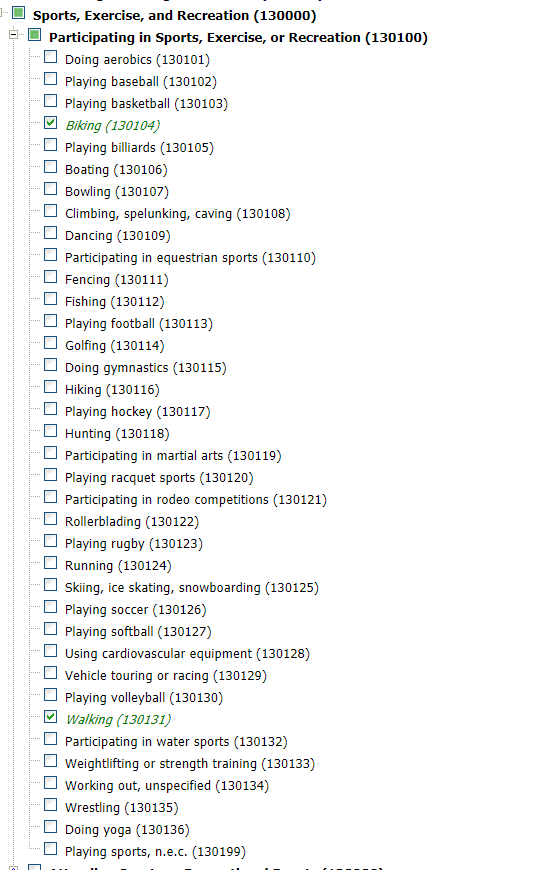 Sports, Exercise, and Recreation (130000)
Participating in Sports, Exercise, or Recreation (130100)
Doing aerobics (130101)
Playing baseball (130102)
Playing basketball (130103)
Biking (130104)
Playing billiards (130105)
Boating (130106)
Bowling (130107)
Climbing, spelunking, caving (130108)
Dancing (130109)
Participating in equestrian sports (130110)
Fencing (130111)
Fishing (130112)
Playing football (130113)
Golfing (130114)
Doing gymnastics (130115)
Hiking (130116)
Playing hockey (130117)
Hunting (130118)
Participating in martial arts (130119)
Playing racquet sports (130120)
Participating in rodeo competitions (130121)
Rollerblading (130122)
Playing rugby (130123)
Running (130124)
Skiing, ice skating, snowboarding (130125)
Playing soccer (130126)
Playing softball (130127)
Using cardiovascular equipment (130128)
Vehicle touring or racing (130129)
Playing volleyball (130130)
Walking (130131)
Participating in water sports (130132)
Weightlifting or strength training (130133)
Working out, unspecified (130134)
Wrestling (130135)
Doing yoga (130136)
Playing sports, n.e.c. (130199)